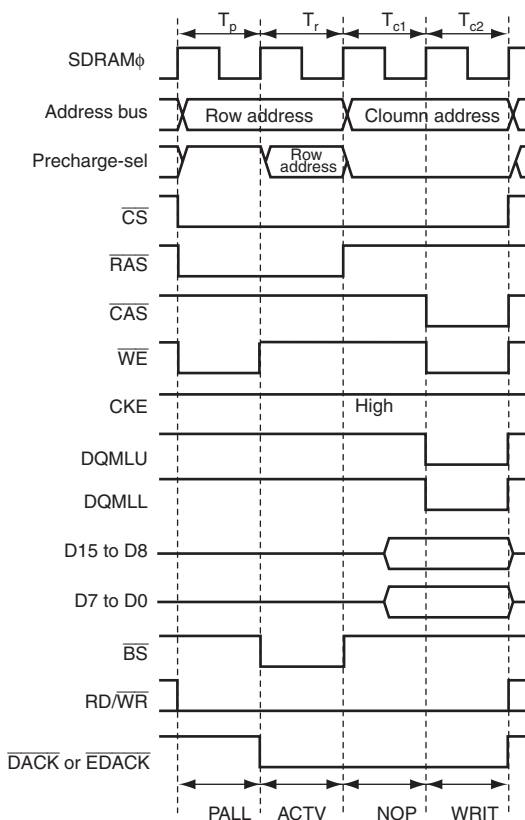 Tp Tr Tc1 Tc2
SDRAMϕ
Address bus Row address Cloumn address
Precharge-sel Row address
CS
RAS
CAS
WE
CKE High
DQMLU
DQMLL
D15 to D8
D7 to D0
BS
RD/WR
DACK or EDACK
PALL ACTV NOP WRIT